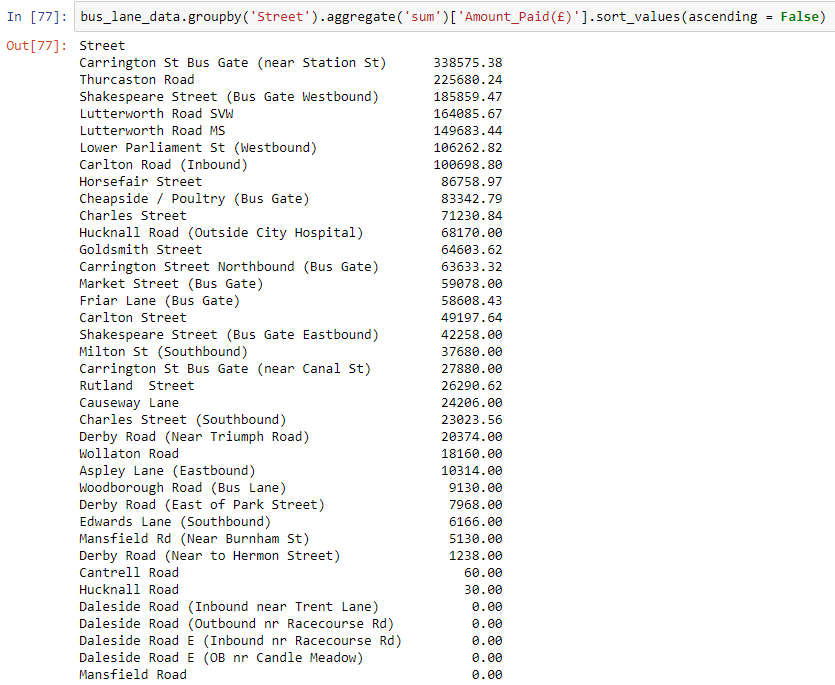 In [77]: bus_lane_data.groupby('Street').aggregate('sum')['Amount_Paid(£)'].sort_values(ascending = False)
Out[77]: Street
Carrington St Bus Gate (near Station St) 338575.38
Thurcaston Road 225680.24
Shakespeare Street (Bus Gate Westbound) 185859.47
Lutterworth Road SVW 164085.67
Lutterworth Road MS 149683.44
Lower Parliament St (Westbound) 106262.82
Carlton Road (Inbound) 100698.80
Horsefair Street 86758.97
Cheapside / Poultry (Bus Gate) 83342.79
Charles Street 71230.84
Hucknall Road (Outside City Hospital) 68170.00
Goldsmith Street 64603.62
Carrington Street Northbound (Bus Gate) 63633.32
Market Street (Bus Gate) 59078.00
Friar Lane (Bus Gate) 58608.43
Carlton Street 49197.64
Shakespeare Street (Bus Gate Eastbound) 42258.00
Milton St (Southbound) 37680.00
Carrington St Bus Gate (near Canal St) 27880.00
Rutland  Street 26290.62
Causeway Lane 24206.00
Charles Street (Southbound) 23023.56
Derby Road (Near Triumph Road) 20374.00
Wollaton Road 18160.00
Aspley Lane (Eastbound) 10314.00
Woodborough Road (Bus Lane) 9130.00
Derby Road (East of Park Street) 7968.00
Edwards Lane (Southbound) 6166.00
Mansfield Rd (Near Burnham St) 5130.00
Derby Road (Near to Hermon Street) 1238.00
Cantrell Road 60.00
Hucknall Road 30.00
Daleside Road (Inbound near Trent Lane) 0.00
Daleside Road (Outbound nr Racecourse Rd) 0.00
Daleside Road E (Inbound nr Racecourse Rd) 0.00
Daleside Road E (OB nr Candle Meadow) 0.00
Mansfield Road 0.00